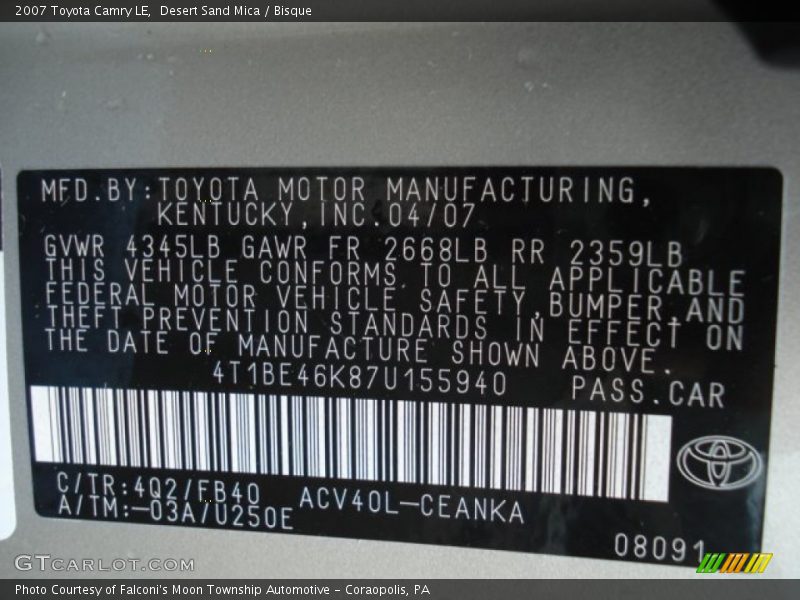 2007 Toyota Camry LE, Desert Sand Mica / Bisque
MFD.BY:TOYOTA MOTOR MANUFACTURING,
KENTUCKY,INC.04/07
GVWR 4345LB GAWR FR 2668LB RR 2359LB
THIS VEHICLE CONFORMS TO ALL APPLICABLE
FEDERAL MOTOR VEHICLE SAFETY,BUMPER,AND
THEFT PREVENTION STANDARDS IN EFFECT ON
THE DATE OF MANUFACTURE SHOWN ABOVE.
4T1BE46K87U155940 PASS.CAR
C/TR:4Q2/FB40 ACV40L-CEANKA
A/TM:-03A/U250E
08091
GTCARLOT.COM
Photo Courtesy of Falconi's Moon Township Automotive - Coraopolis, PA